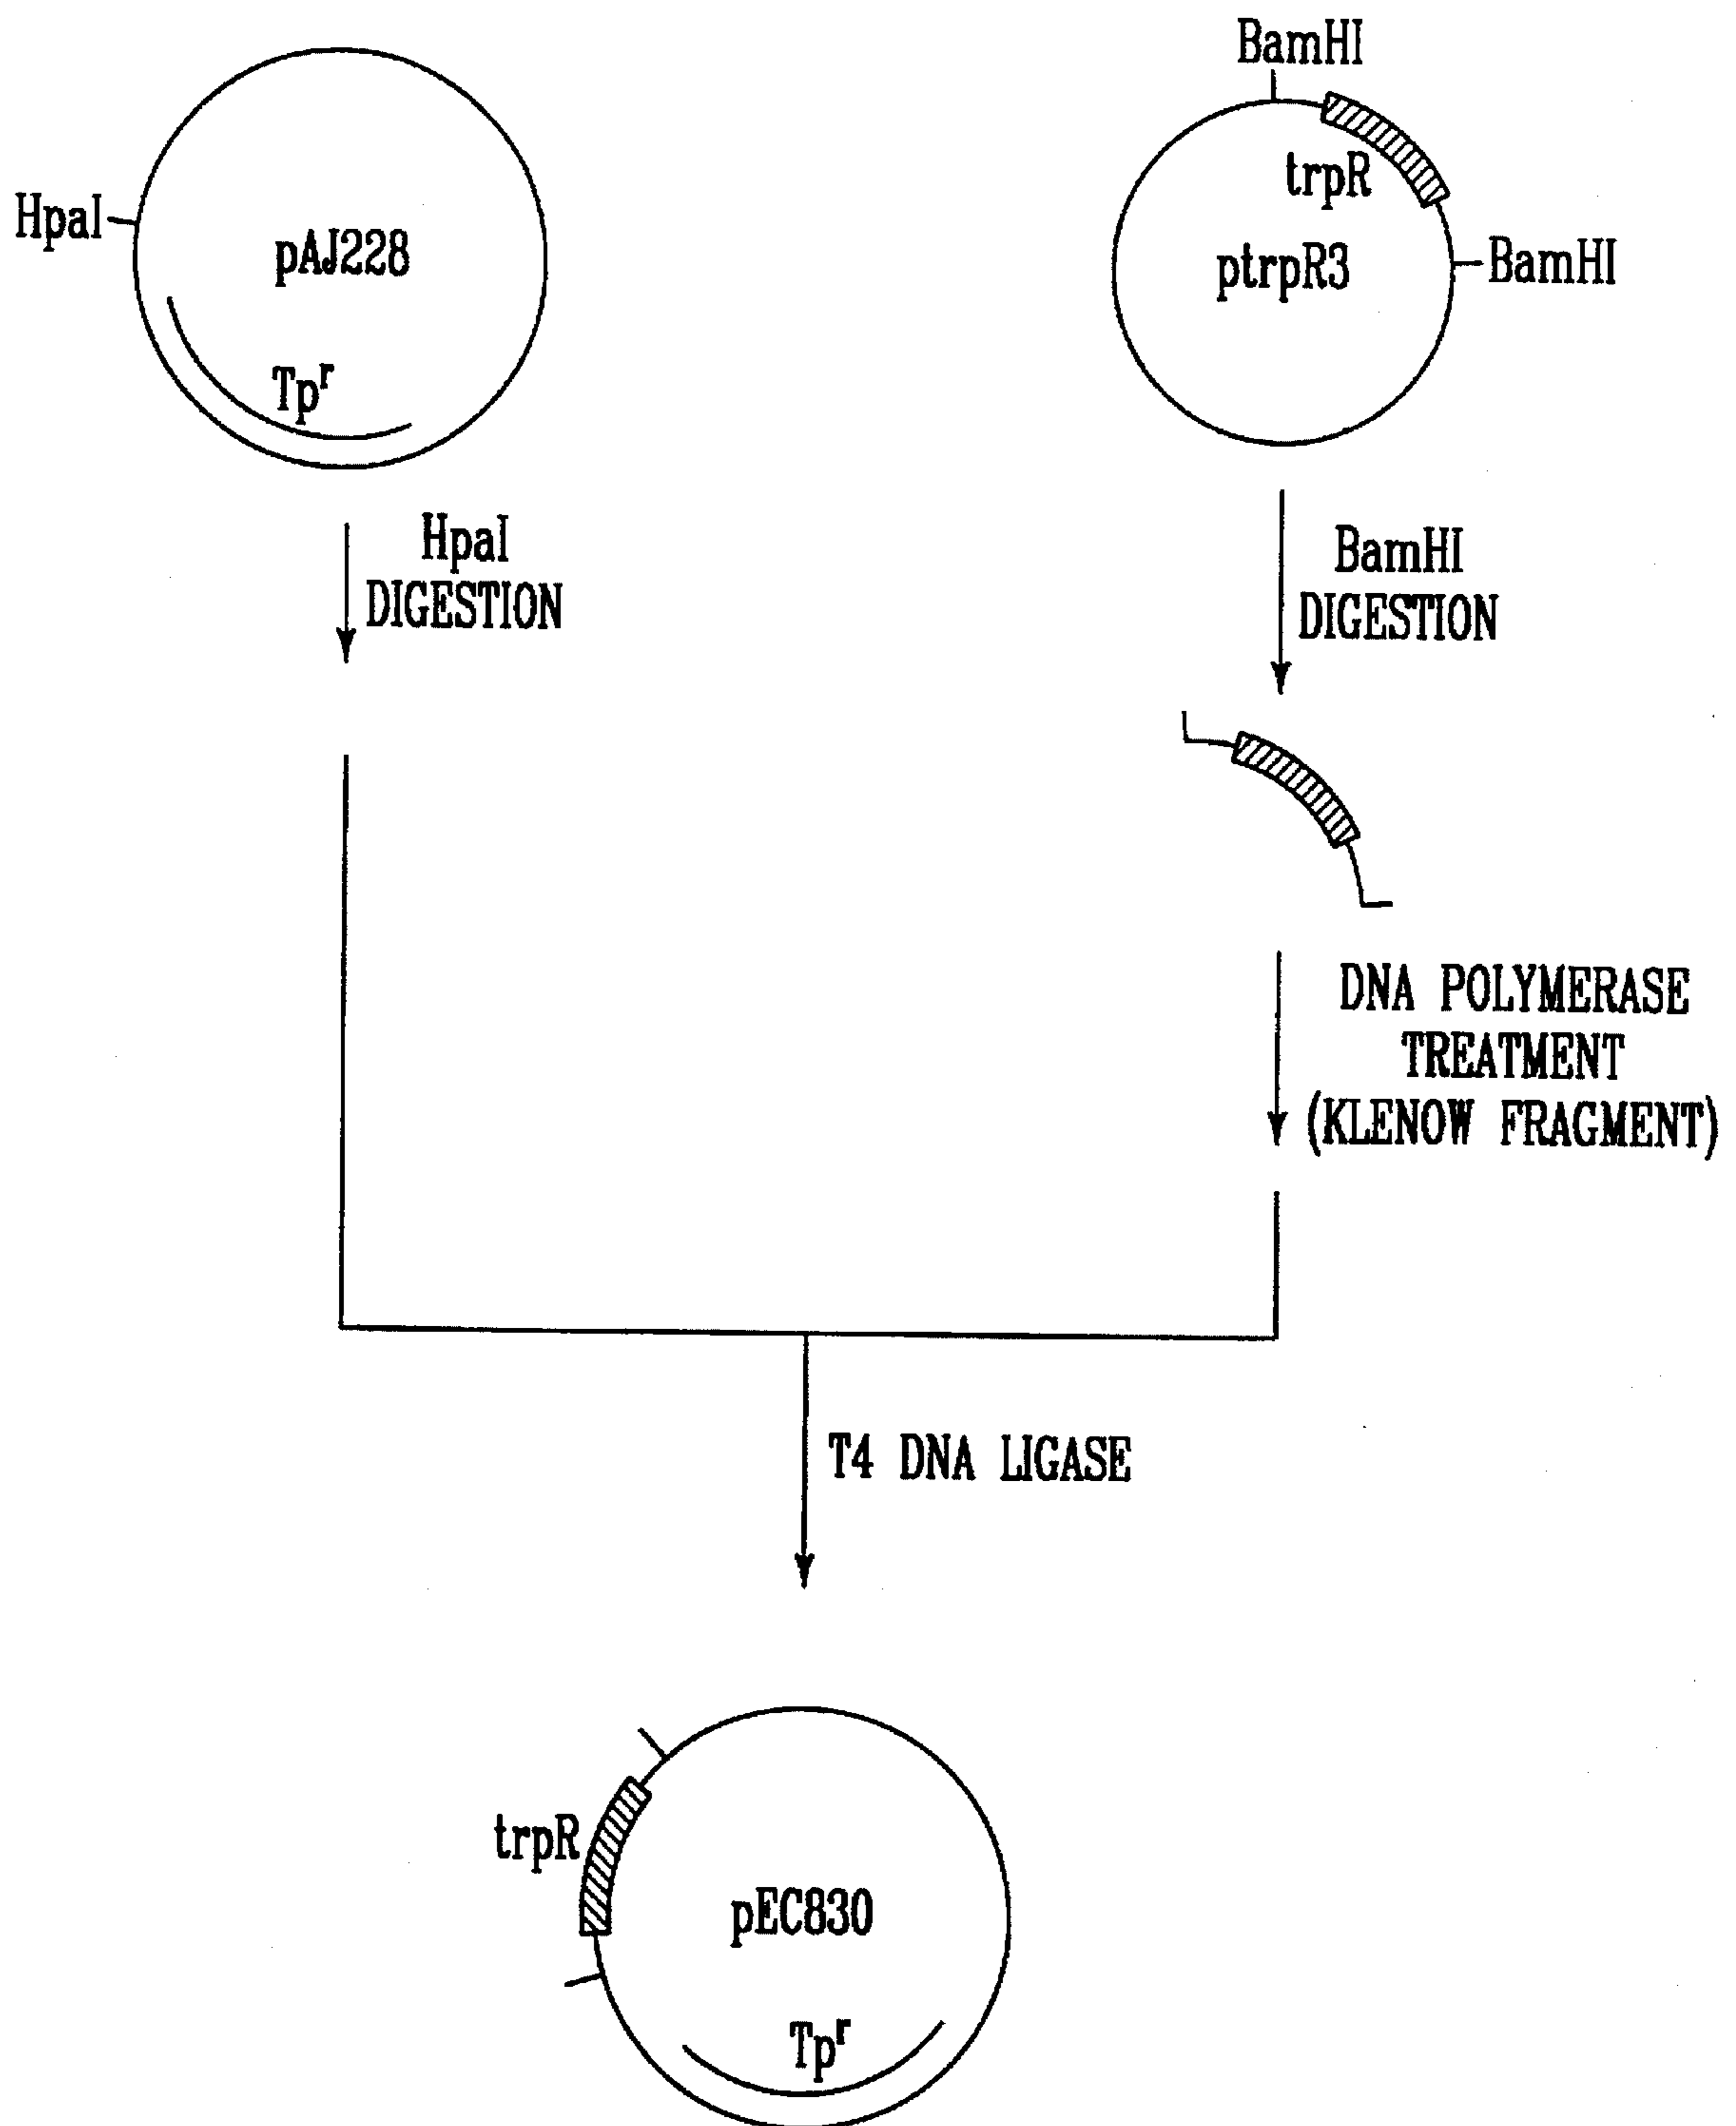 BamHI
trpR
HpaI
pAJ228
ptrpR3
BamHI
Tpʳ
HpaI
DIGESTION
BamHI
DIGESTION
DNA POLYMERASE
TREATMENT
(KLENOW FRAGMENT)
T4 DNA LIGASE
trpR
pEC830
Tpʳ